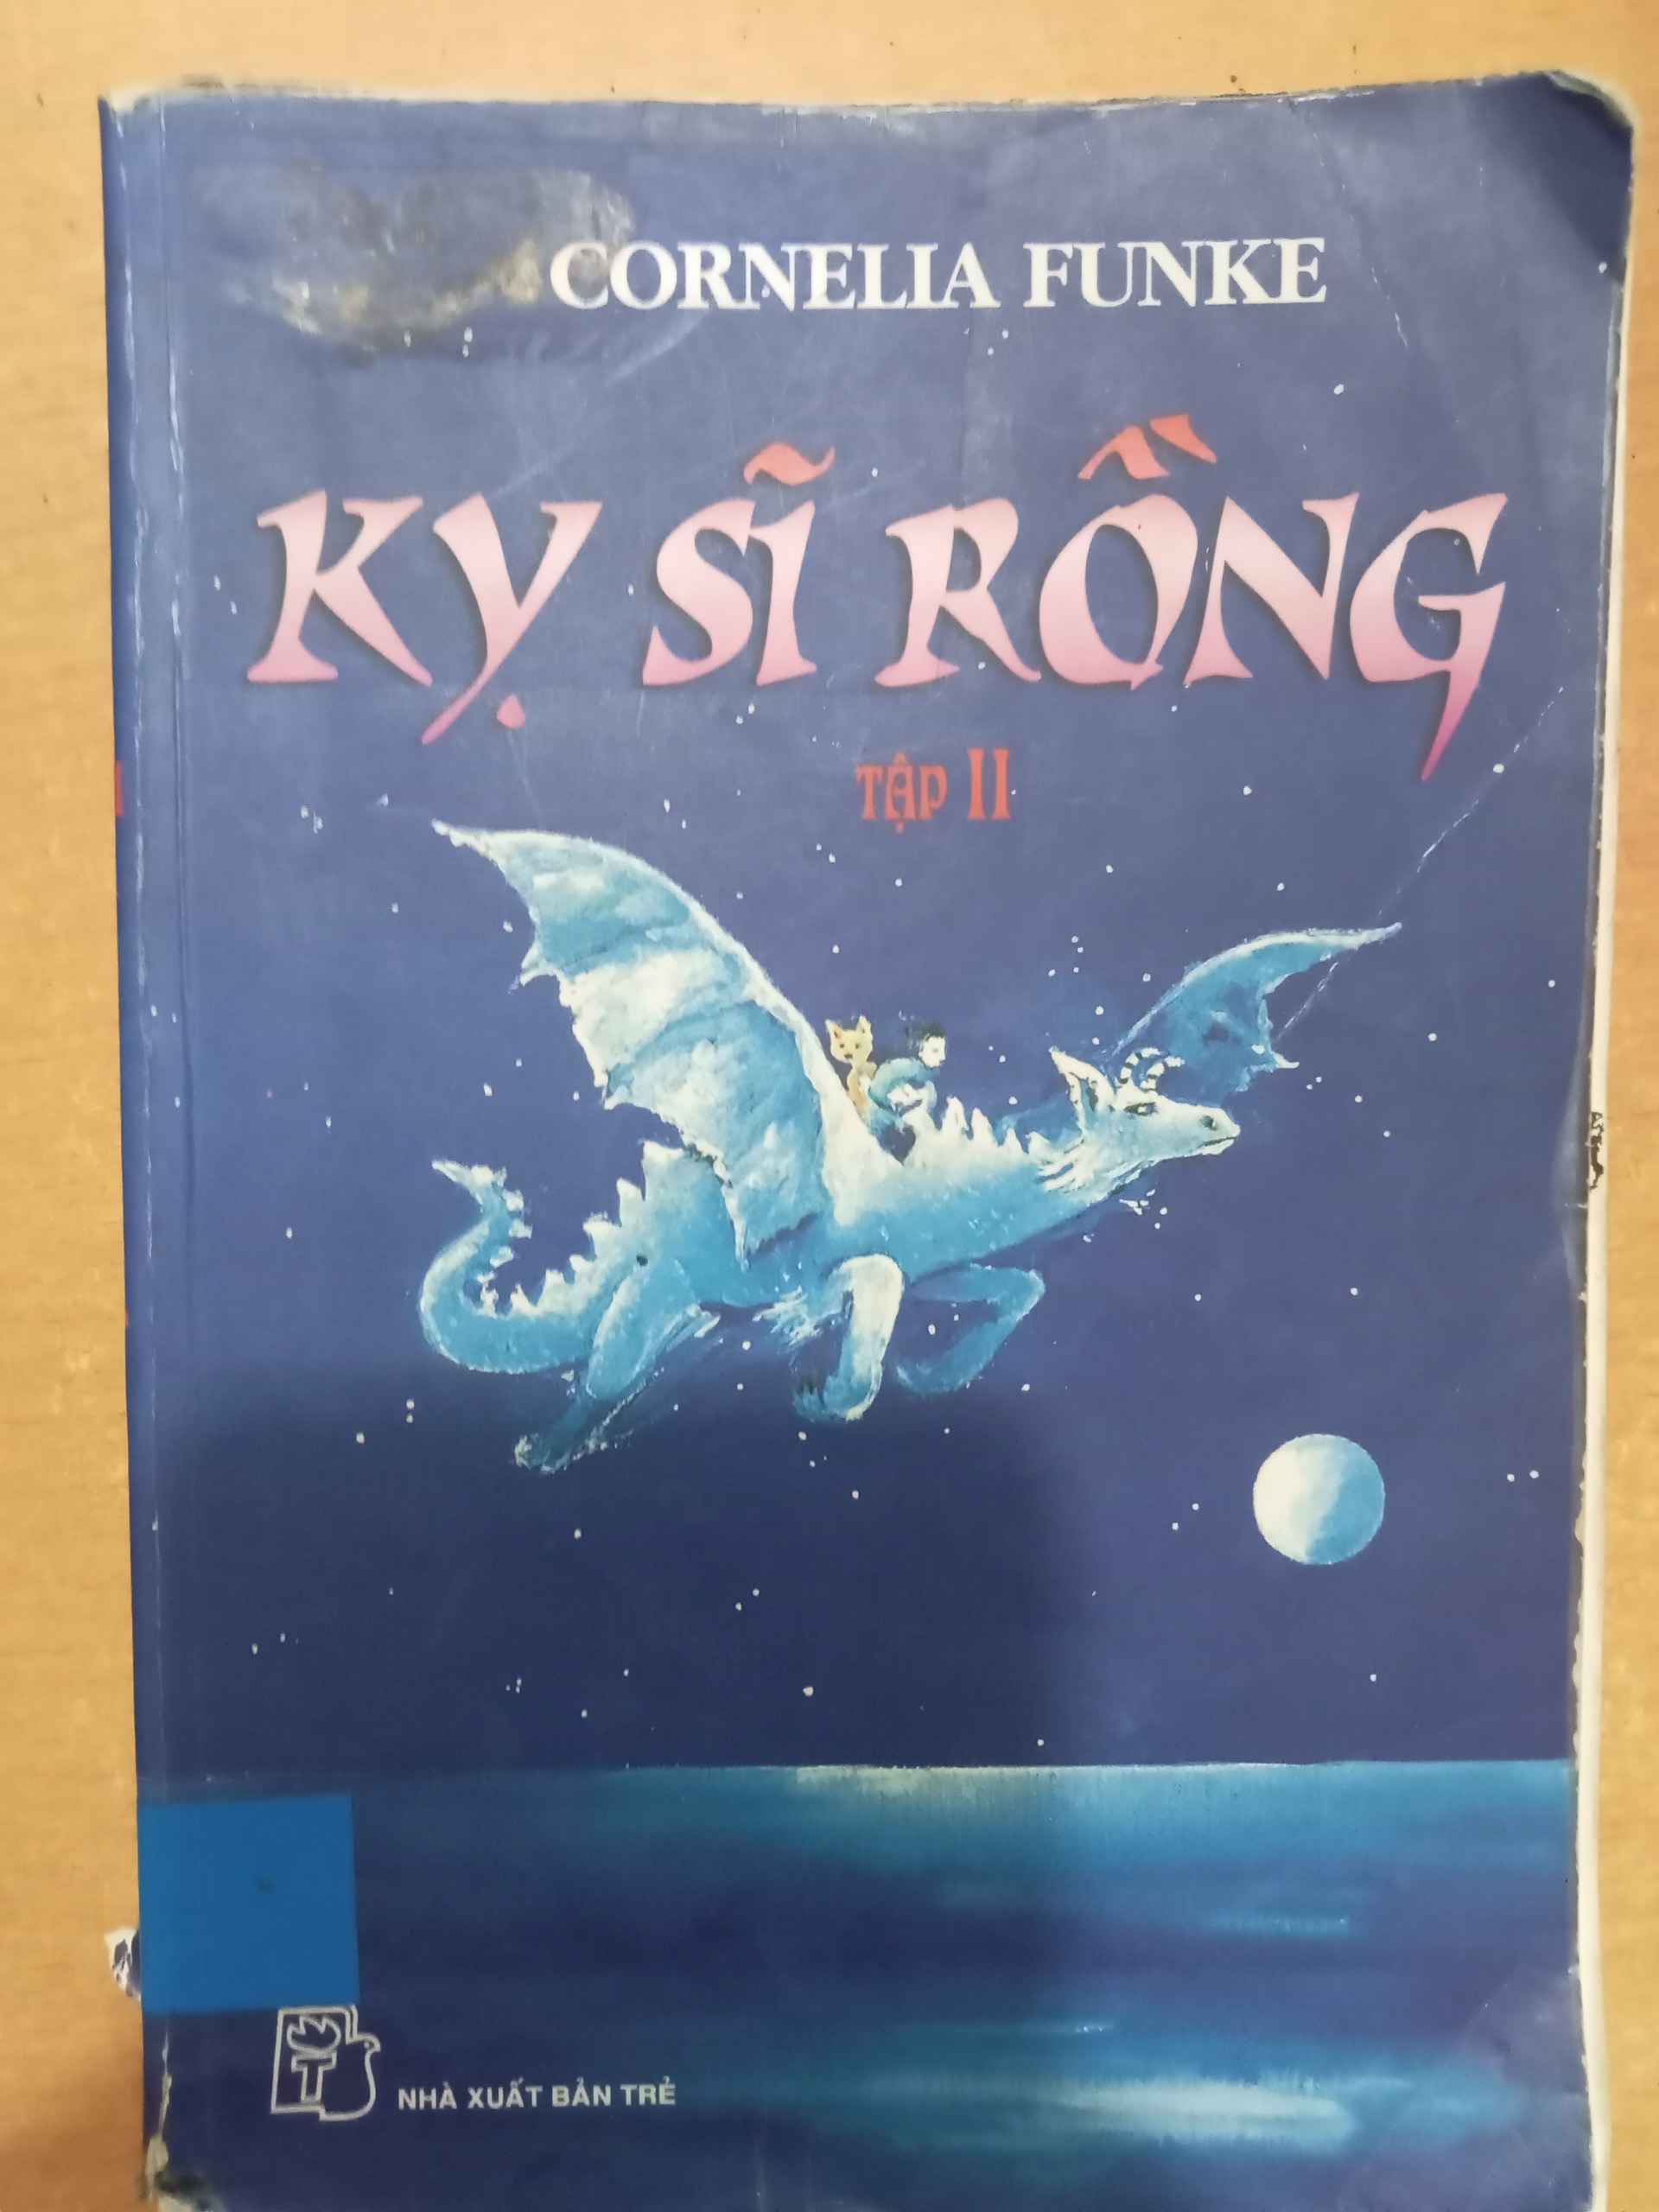 CORNELIA FUNKE
KỴ SĨ RỒNG
TẬP II
NHÀ XUẤT BẢN TRẺ